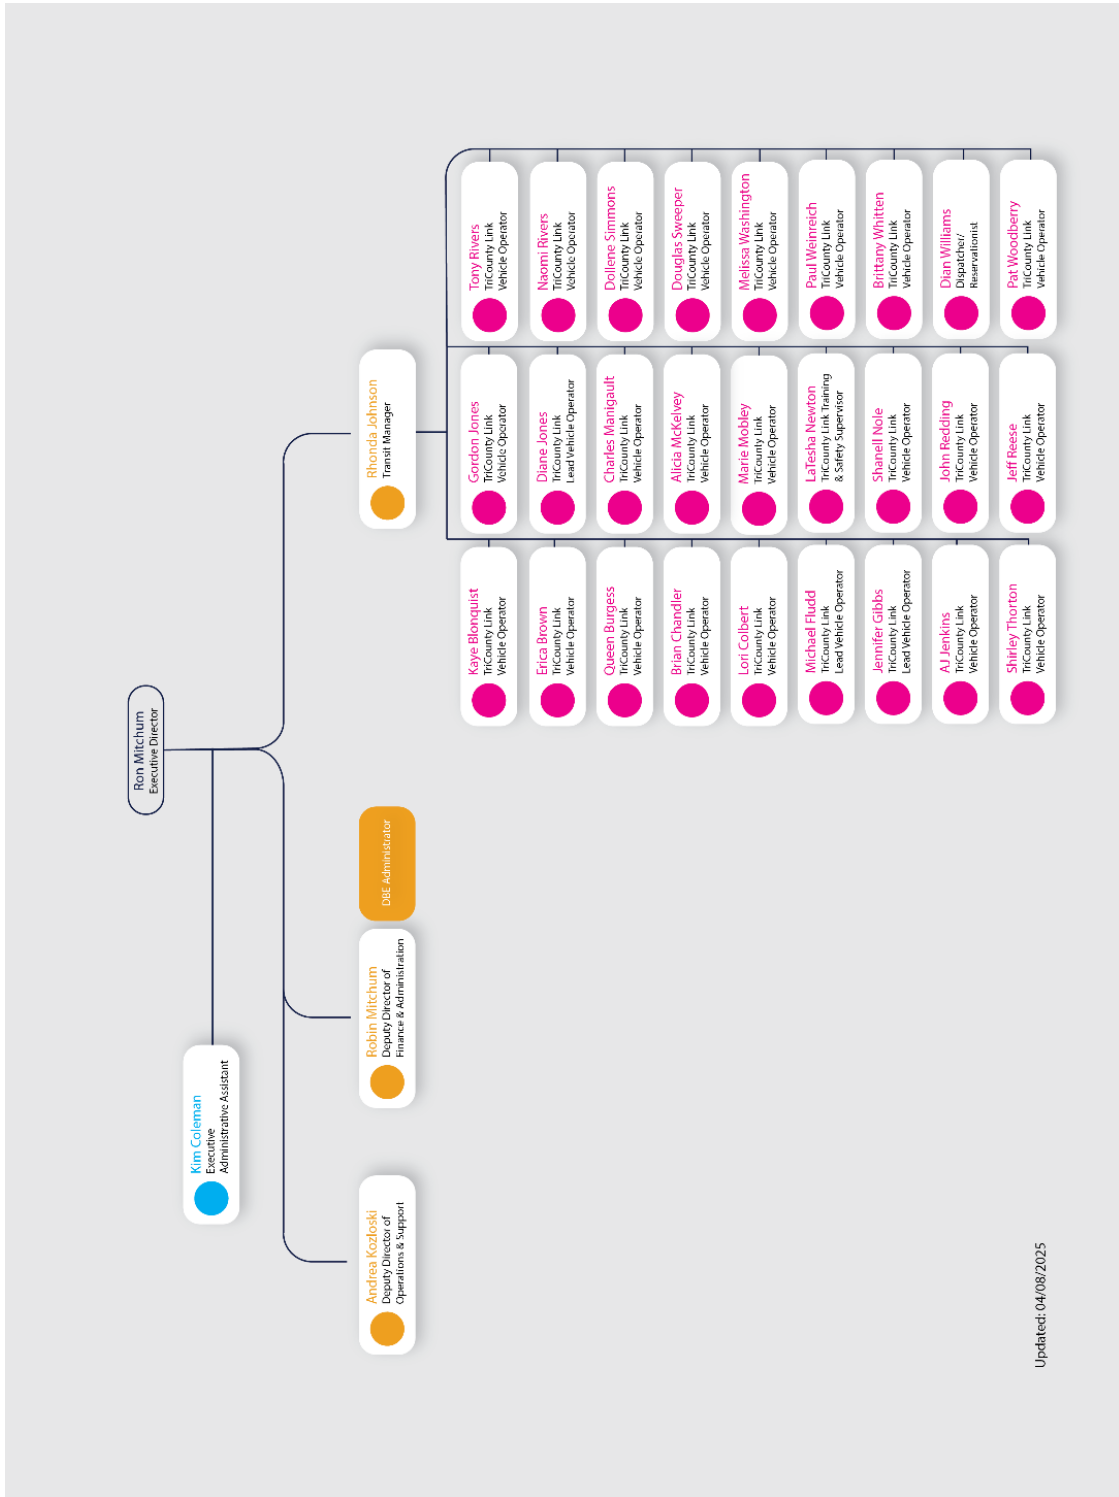 Ron Mitchum
Executive Director
Kim Coleman
Executive
Administrative Assistant
Andrea Kozloski
Deputy Director of
Operations & Support
Robin Mitchum
Deputy Director of
Finance & Administration
DBE Administrator
Rhonda Johnson
Transit Manager
Kaye Blonquist
TriCounty Link
Vehicle Operator
Gordon Jones
TriCounty Link
Vehicle Operator
Tony Rivers
TriCounty Link
Vehicle Operator
Erica Brown
TriCounty Link
Vehicle Operator
Diane Jones
TriCounty Link
Lead Vehicle Operator
Naomi Rivers
TriCounty Link
Vehicle Operator
Queen Burgess
TriCounty Link
Vehicle Operator
Charles Manigault
TriCounty Link
Vehicle Operator
Dollene Simmons
TriCounty Link
Vehicle Operator
Brian Chandler
TriCounty Link
Vehicle Operator
Alicia McKelvey
TriCounty Link
Vehicle Operator
Douglas Sweeper
TriCounty Link
Vehicle Operator
Lori Colbert
TriCounty Link
Vehicle Operator
Marie Mobley
TriCounty Link
Vehicle Operator
Melissa Washington
TriCounty Link
Vehicle Operator
Michael Fludd
TriCounty Link
Lead Vehicle Operator
LaTesha Newton
TriCounty Link Training
& Safety Supervisor
Paul Weinreich
TriCounty Link
Vehicle Operator
Jennifer Gibbs
TriCounty Link
Lead Vehicle Operator
Shanell Nole
TriCounty Link
Vehicle Operator
Brittany Whitten
TriCounty Link
Vehicle Operator
AJ Jenkins
TriCounty Link
Vehicle Operator
John Redding
TriCounty Link
Vehicle Operator
Dian Williams
Dispatcher/
Reservationist
Shirley Thorton
TriCounty Link
Vehicle Operator
Jeff Reese
TriCounty Link
Vehicle Operator
Pat Woodberry
TriCounty Link
Vehicle Operator
Updated: 04/08/2025